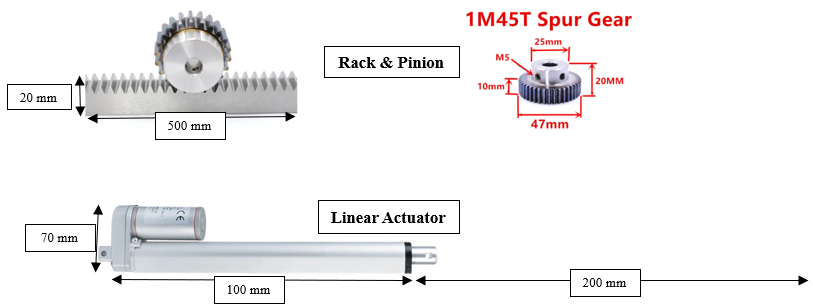 1M45T Spur Gear
25mm
M5
Rack & Pinion
20MM
10mm
20 mm
47mm
500 mm
Linear Actuator
70 mm
100 mm
200 mm